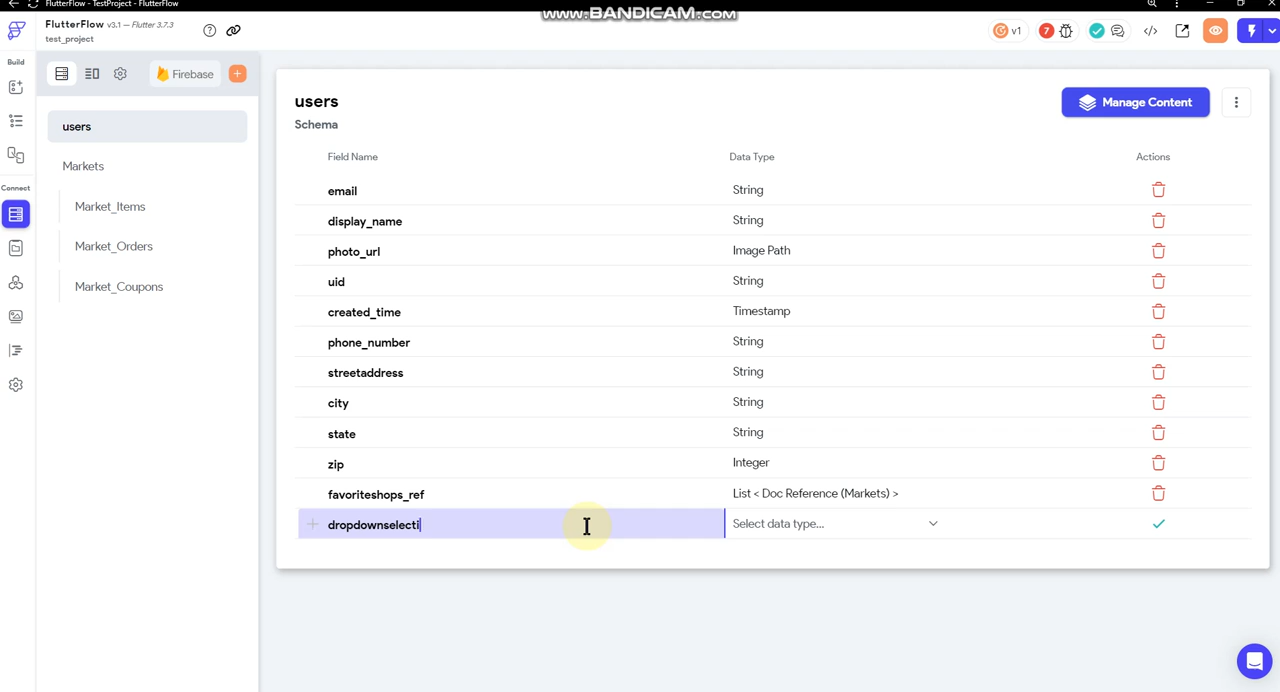 FlutterFlow - TestProject - FlutterFlow
www.BANDICAM.com
FlutterFlow v3.1 — Flutter 3.7.3
test_project
v1
7
Build
Firebase
users
Markets
Market_Items
Market_Orders
Market_Coupons
Connect
users
Schema
Manage Content
Field Name Data Type Actions
email String
display_name String
photo_url Image Path
uid String
created_time Timestamp
phone_number String
streetaddress String
city String
state String
zip Integer
favoriteshops_ref List < Doc Reference (Markets) >
dropdownselecti Select data type...